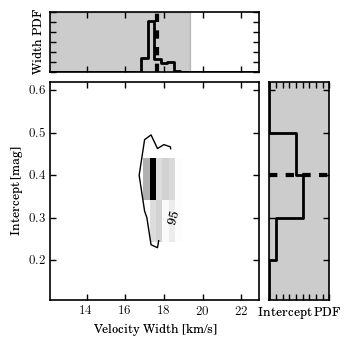 Width PDF
0.6
0.5
0.4
0.3
0.2
Intercept [mag]
95
14 16 18 20 22
Velocity Width [km/s]
Intercept PDF